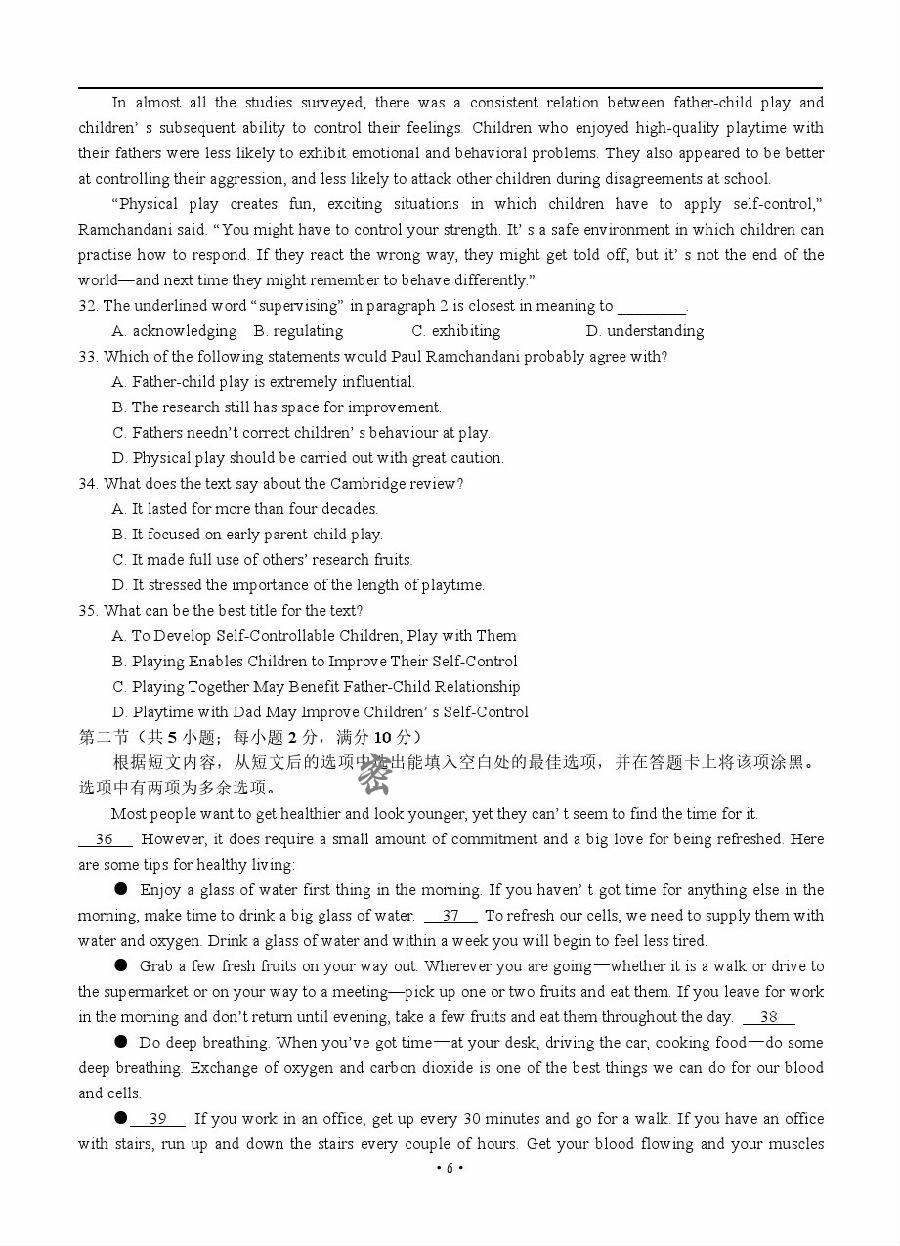 In almost all the studies surveyed, there was a consistent relation between father-child play and
children's subsequent ability to control their feelings. Children who enjoyed high-quality playtime with
their fathers were less likely to exhibit emotional and behavioral problems. They also appeared to be better
at controlling their aggression, and less likely to attack other children during disagreements at school.
“Physical play creates fun, exciting situations in which children have to apply self-control,”
Ramchandani said. “You might have to control your strength. It's a safe environment in which children can
practise how to respond. If they react the wrong way, they might get told off, but it's not the end of the
world—and next time they might remember to behave differently.”
32. The underlined word “supervising” in paragraph 2 is closest in meaning to ________.
A. acknowledging B. regulating C. exhibiting D. understanding
33. Which of the following statements would Paul Ramchandani probably agree with?
A. Father-child play is extremely influential.
B. The research still has space for improvement.
C. Fathers needn't correct children's behaviour at play.
D. Physical play should be carried out with great caution.
34. What does the text say about the Cambridge review?
A. It lasted for more than four decades.
B. It focused on early parent-child play.
C. It made full use of others' research fruits.
D. It stressed the importance of the length of playtime.
35. What can be the best title for the text?
A. To Develop Self-Controllable Children, Play with Them
B. Playing Enables Children to Improve Their Self-Control
C. Playing Together May Benefit Father-Child Relationship
D. Playtime with Dad May Improve Children's Self-Control
第二节（共5小题；每小题2分，满分10分）
根据短文内容，从短文后的选项中选出能填入空白处的最佳选项，并在答题卡上将该项涂黑。
密
选项中有两项为多余选项。
Most people want to get healthier and look younger, yet they can't seem to find the time for it.
__36__ However, it does require a small amount of commitment and a big love for being refreshed. Here
are some tips for healthy living:
● Enjoy a glass of water first thing in the morning. If you haven't got time for anything else in the
morning, make time to drink a big glass of water. __37__ To refresh our cells, we need to supply them with
water and oxygen. Drink a glass of water and within a week you will begin to feel less tired.
● Grab a few fresh fruits on your way out. Wherever you are going—whether it is a walk or drive to
the supermarket or on your way to a meeting—pick up one or two fruits and eat them. If you leave for work
in the morning and don't return until evening, take a few fruits and eat them throughout the day. __38__
● Do deep breathing. When you've got time—at your desk, driving the car, cooking food—do some
deep breathing. Exchange of oxygen and carbon dioxide is one of the best things we can do for our blood
and cells.
● __39__ If you work in an office, get up every 30 minutes and go for a walk. If you have an office
with stairs, run up and down the stairs every couple of hours. Get your blood flowing and your muscles
• 6 •